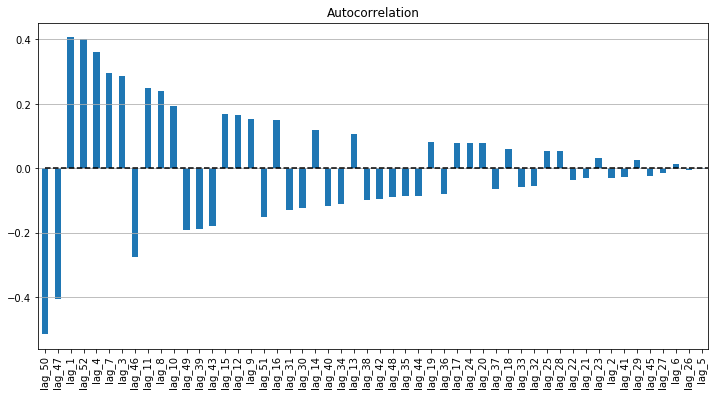 Autocorrelation
0.4
0.2
0.0
−0.2
−0.4
lag_50
lag_47
lag_1
lag_52
lag_4
lag_7
lag_3
lag_46
lag_11
lag_8
lag_10
lag_49
lag_39
lag_43
lag_15
lag_12
lag_9
lag_51
lag_16
lag_31
lag_30
lag_14
lag_40
lag_34
lag_13
lag_38
lag_42
lag_48
lag_35
lag_44
lag_19
lag_36
lag_17
lag_24
lag_20
lag_37
lag_18
lag_33
lag_32
lag_25
lag_28
lag_22
lag_21
lag_23
lag_2
lag_41
lag_29
lag_45
lag_27
lag_6
lag_26
lag_5